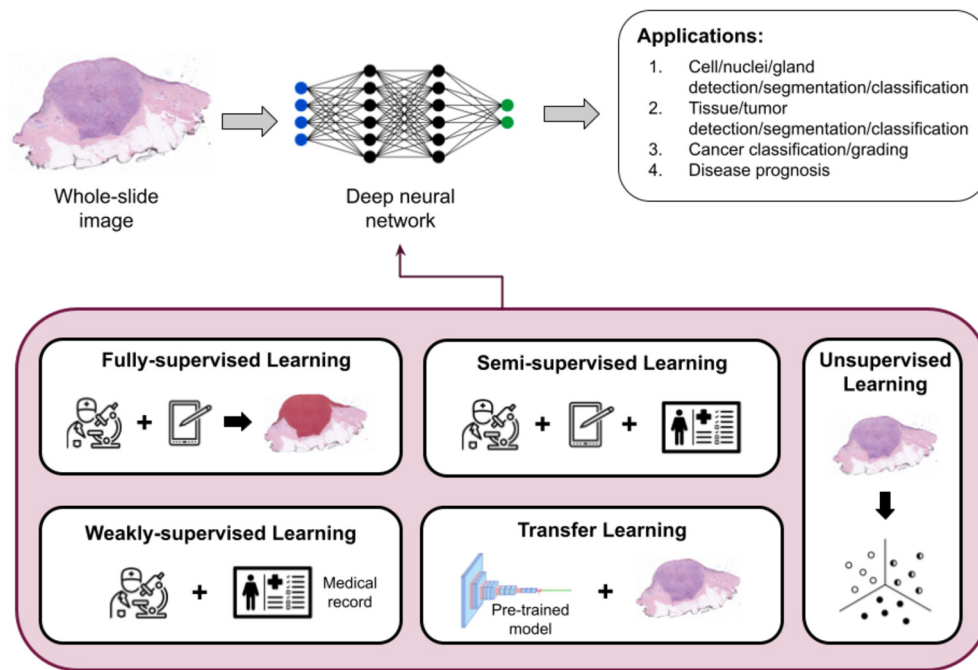 Whole-slide
image
Deep neural
network
Applications:
1. Cell/nuclei/gland
detection/segmentation/classification
2. Tissue/tumor
detection/segmentation/classification
3. Cancer classification/grading
4. Disease prognosis
Fully-supervised Learning
Semi-supervised Learning
Unsupervised
Learning
Weakly-supervised Learning
Medical
record
Transfer Learning
Pre-trained
model